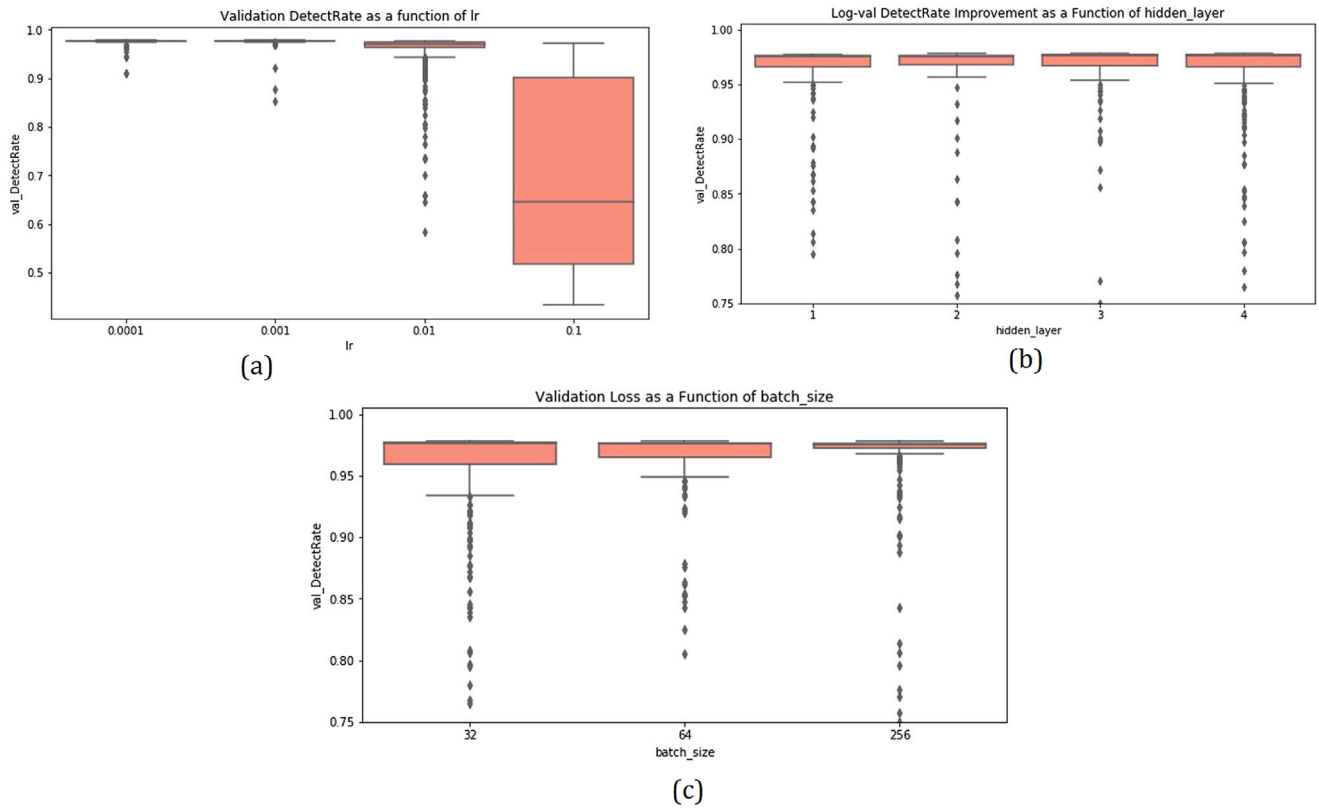 Validation DetectRate as a function of lr
1.0
0.9
0.8
0.7
0.6
0.5
val_DetectRate
0.0001 0.001 0.01 0.1
lr
(a)
Log-val DetectRate Improvement as a Function of hidden_layer
1.00
0.95
0.90
0.85
0.80
0.75
val_DetectRate
1 2 3 4
hidden_layer
(b)
Validation Loss as a Function of batch_size
1.00
0.95
0.90
0.85
0.80
0.75
val_DetectRate
32 64 256
batch_size
(c)